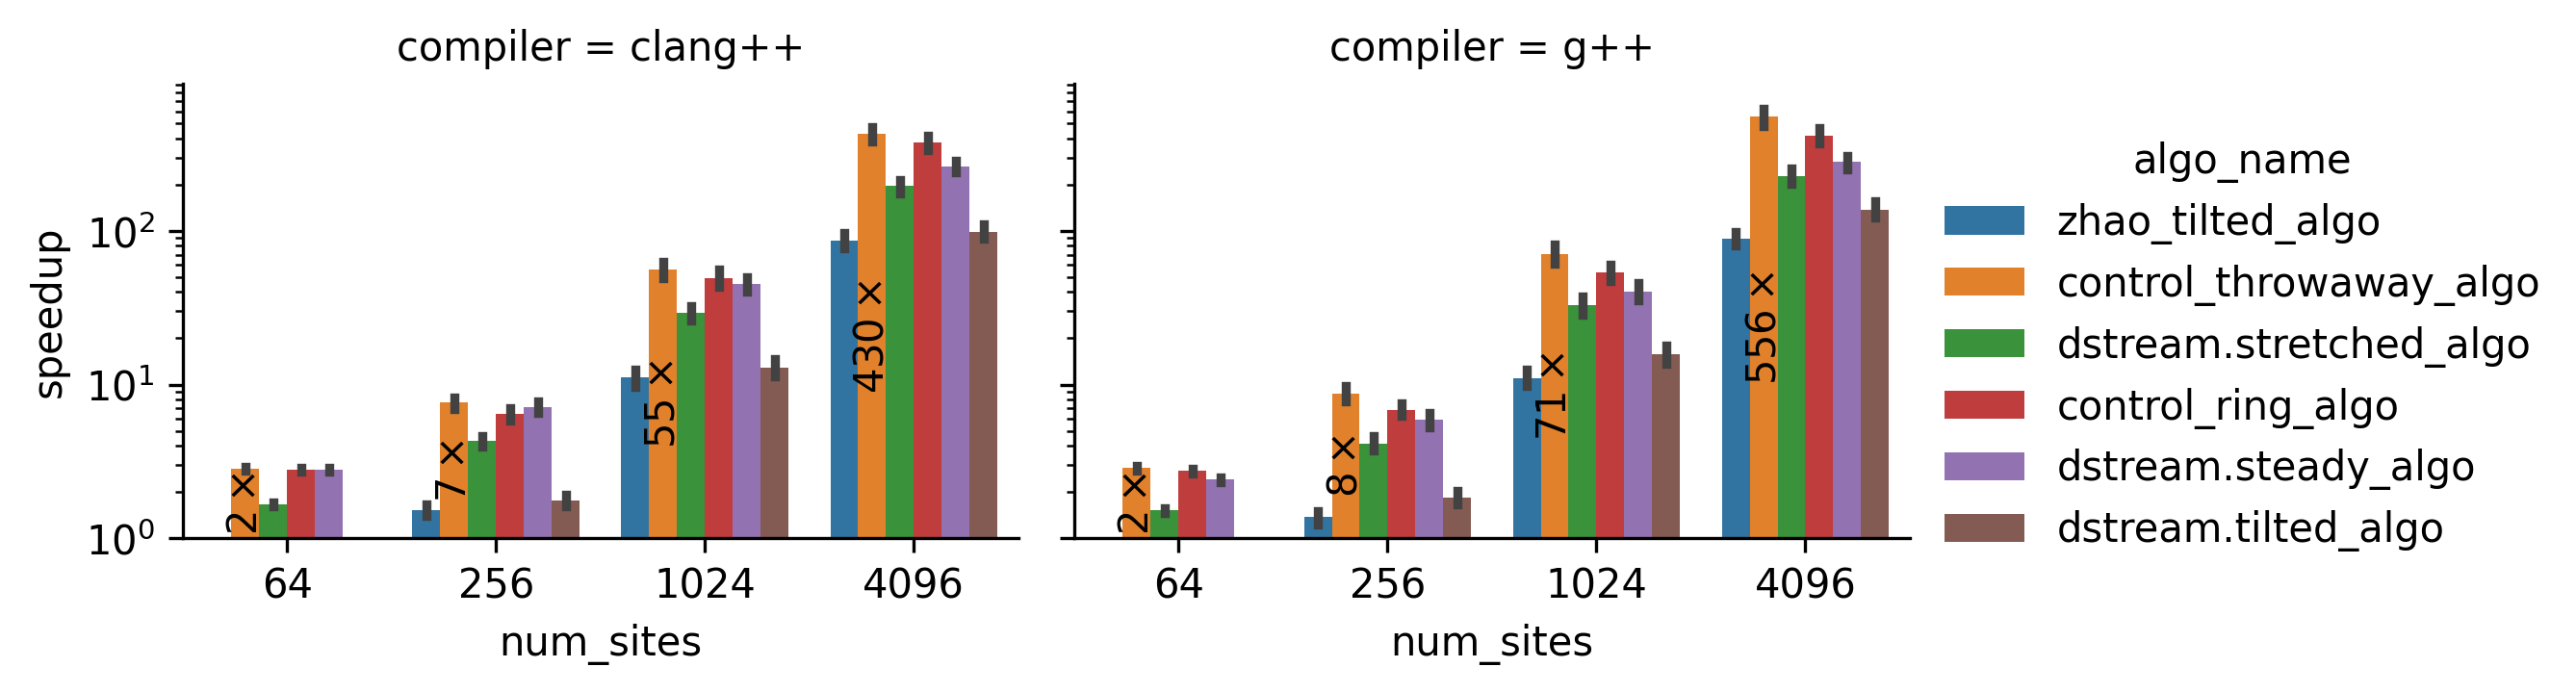 compiler = clang++
compiler = g++
speedup
10²
10¹
10⁰
2×
7×
55×
430×
2×
8×
71×
556×
64
256
1024
4096
64
256
1024
4096
num_sites
num_sites
algo_name
zhao_tilted_algo
control_throwaway_algo
dstream.stretched_algo
control_ring_algo
dstream.steady_algo
dstream.tilted_algo